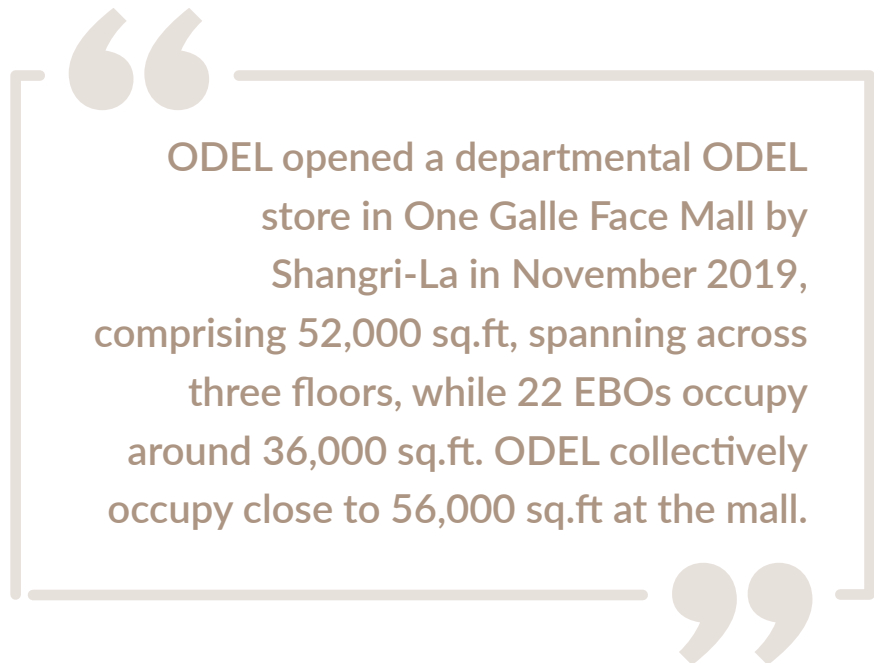 ODEL opened a departmental ODEL
store in One Galle Face Mall by
Shangri-La in November 2019,
comprising 52,000 sq.ft, spanning across
three floors, while 22 EBOs occupy
around 36,000 sq.ft. ODEL collectively
occupy close to 56,000 sq.ft at the mall.